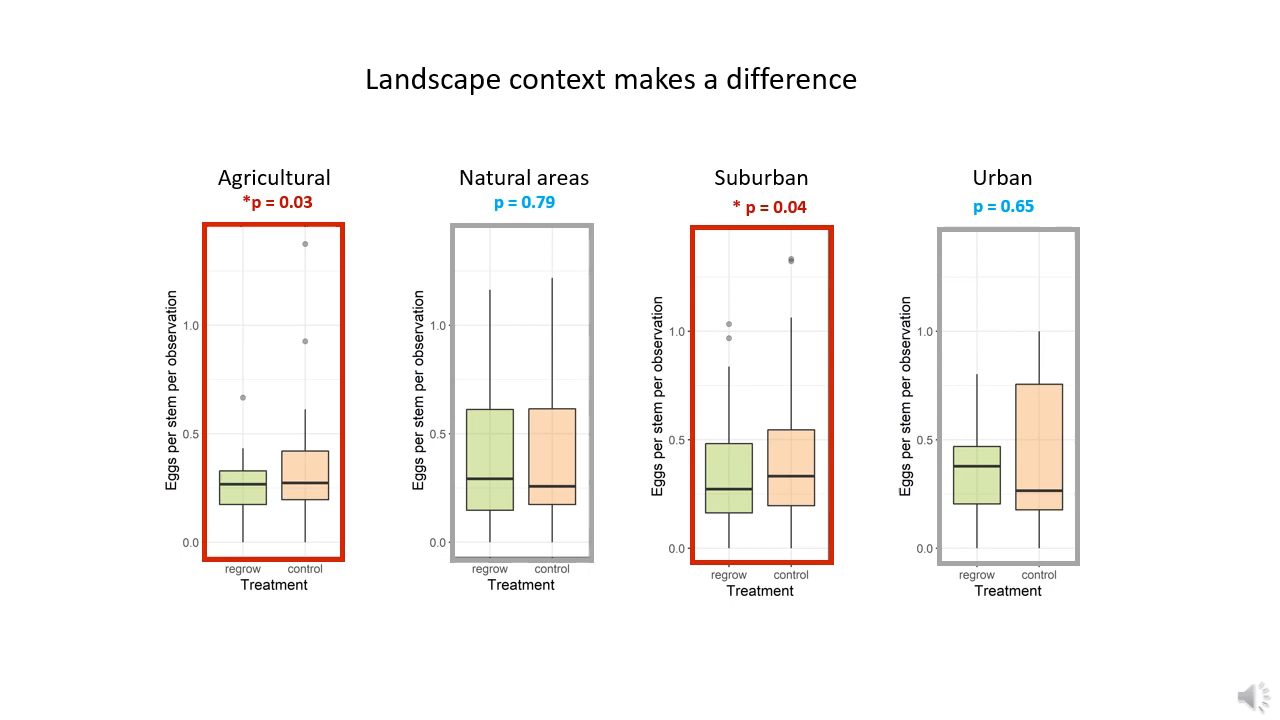 Landscape context makes a difference
Agricultural
*p = 0.03
Eggs per stem per observation
1.0
0.5
0.0
regrow control
Treatment
Natural areas
p = 0.79
Eggs per stem per observation
1.0
0.5
0.0
regrow control
Treatment
Suburban
* p = 0.04
Eggs per stem per observation
1.0
0.5
0.0
regrow control
Treatment
Urban
p = 0.65
Eggs per stem per observation
1.0
0.5
0.0
regrow control
Treatment